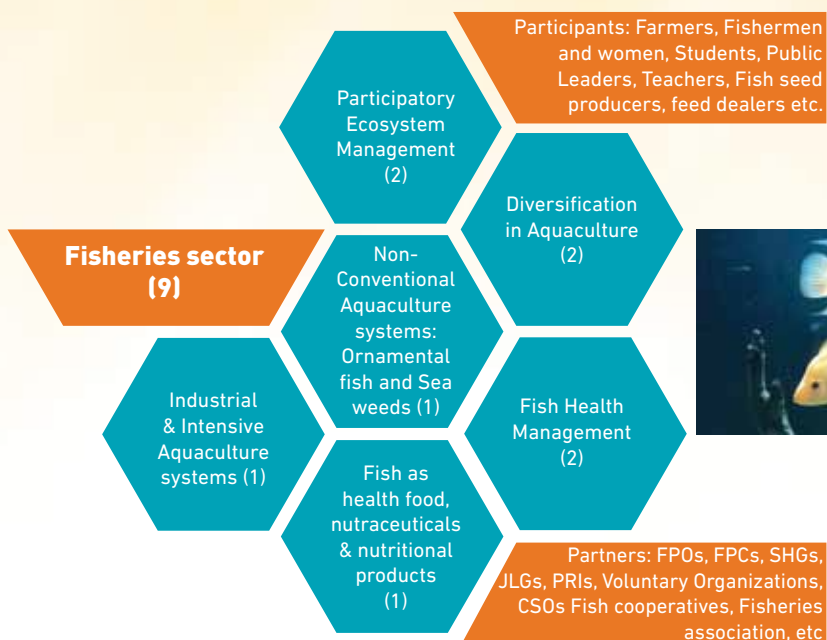 Participants: Farmers, Fishermen
and women, Students, Public
Leaders, Teachers, Fish seed
producers, feed dealers etc.
Participatory
Ecosystem
Management
(2)
Diversification
in Aquaculture
(2)
Fisheries sector
(9)
Non-
Conventional
Aquaculture
systems:
Ornamental
fish and Sea
weeds (1)
Industrial
& Intensive
Aquaculture
systems (1)
Fish Health
Management
(2)
Fish as
health food,
nutraceuticals
& nutritional
products
(1)
Partners: FPOs, FPCs, SHGs,
JLGs, PRIs, Voluntary Organizations,
CSOs Fish cooperatives, Fisheries
association, etc